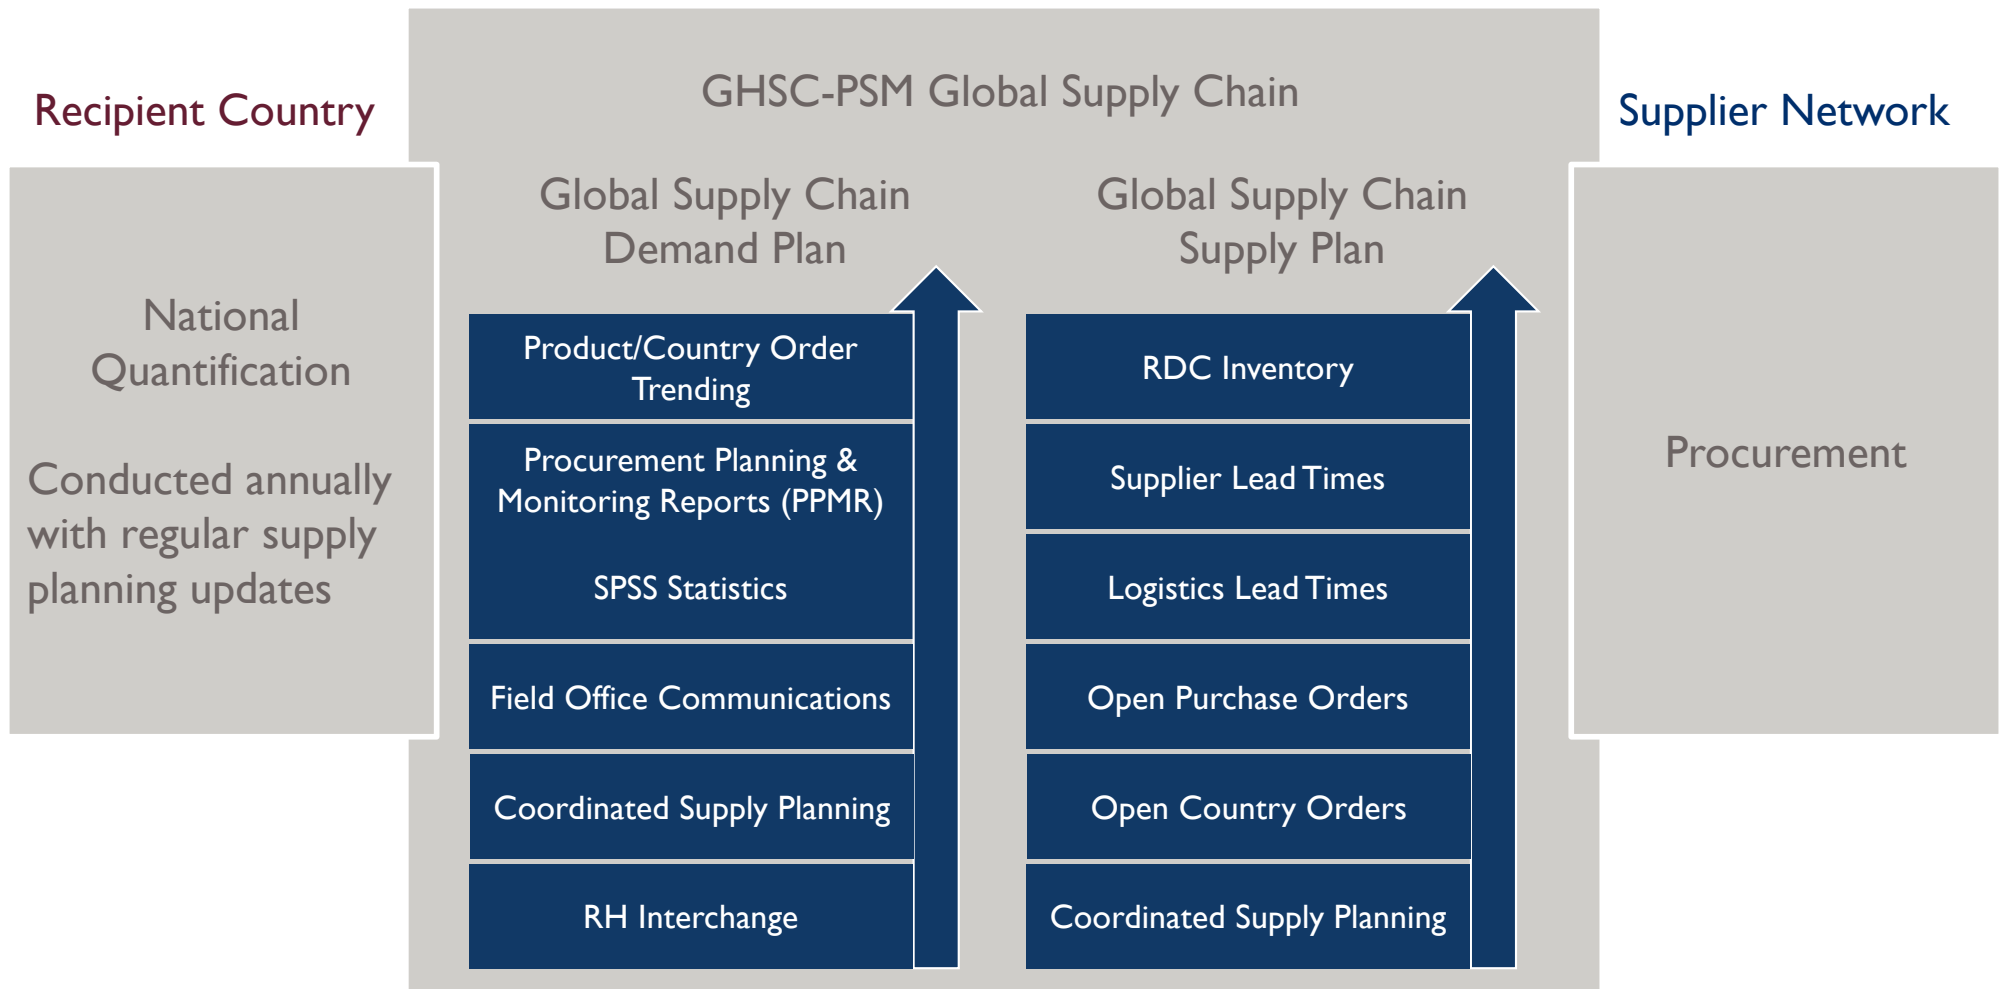 Recipient Country
National
Quantification
Conducted annually
with regular supply
planning updates
GHSC-PSM Global Supply Chain
Global Supply Chain
Demand Plan
Product/Country Order
Trending
Procurement Planning &
Monitoring Reports (PPMR)
SPSS Statistics
Field Office Communications
Coordinated Supply Planning
RH Interchange
Global Supply Chain
Supply Plan
RDC Inventory
Supplier Lead Times
Logistics Lead Times
Open Purchase Orders
Open Country Orders
Coordinated Supply Planning
Supplier Network
Procurement